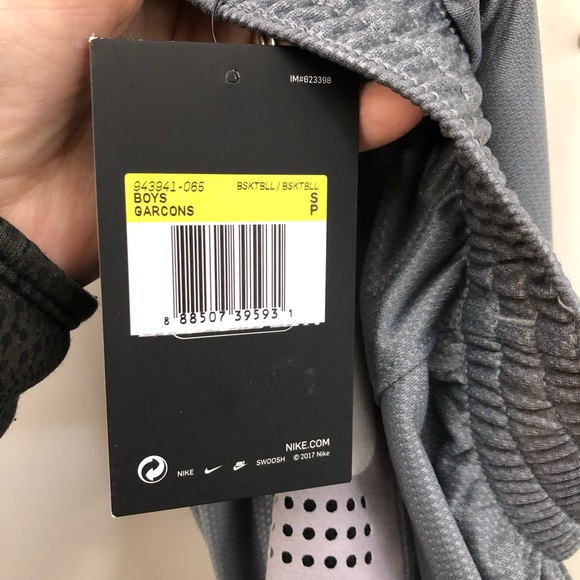 IM#623398
943941-065 BSKTBLL / BSKTBLL
BOYS S
GARCONS P
8 88507 39593 1
NIKE.COM
NIKE SWOOSH © 2017 Nike